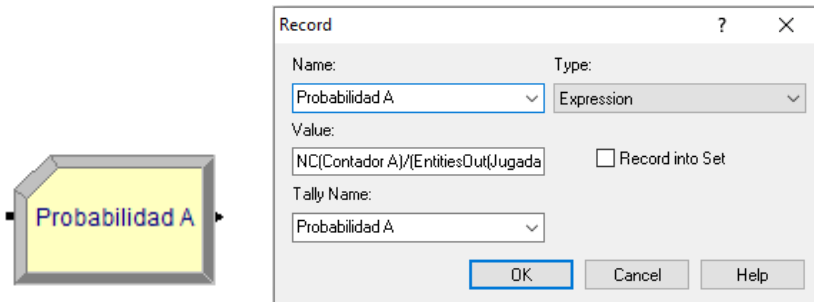 Record ? ×
Name: Type:
Probabilidad A Expression
Value:
NC(Contador A)/(EntitiesOut(Jugada
Record into Set
Tally Name:
Probabilidad A
OK Cancel Help
Probabilidad A